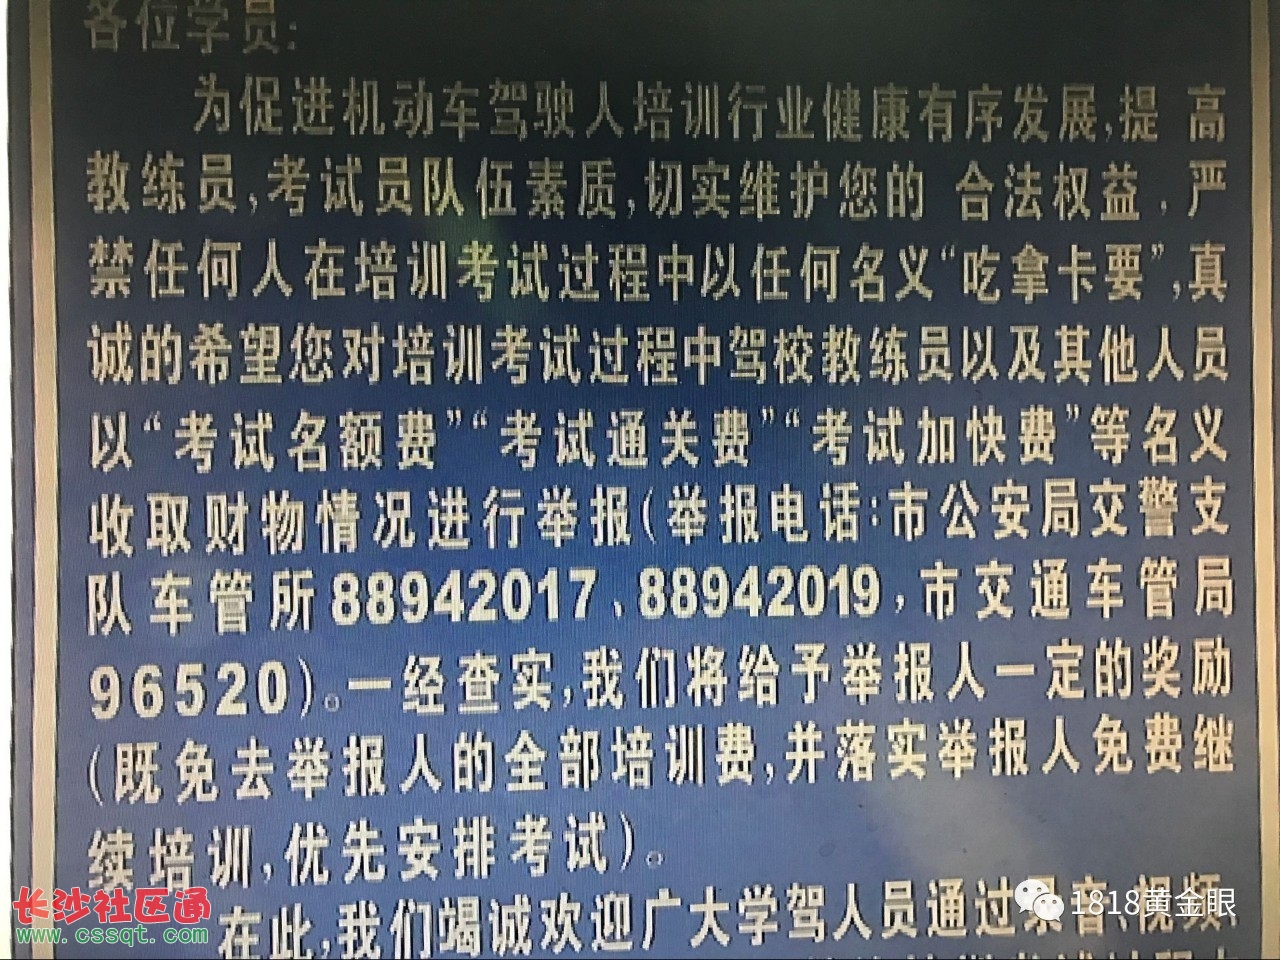 各位学员:
为促进机动车驾驶人培训行业健康有序发展,提 高
教练员,考试员队伍素质,切实维护您的 合法权益,严
禁任何人在培训考试过程中以任何名义“吃拿卡要”,真
诚的希望您对培训考试过程中驾校教练员以及其他人员
以“考试名额费”“考试通关费”“考试加快费”等名义
收取财物情况进行举报(举报电话:市公安局交警支
队车管所88942017、88942019,市交通车管局
96520)。一经查实,我们将给予举报人一定的奖励
(既免去举报人的全部培训费,并落实举报人免费继
续培训,优先安排考试)。
在此,我们竭诚欢迎广大学驾人员通过录音、视频
培训考试过程中
长沙社区通
www.cssqt.com
1818黄金眼